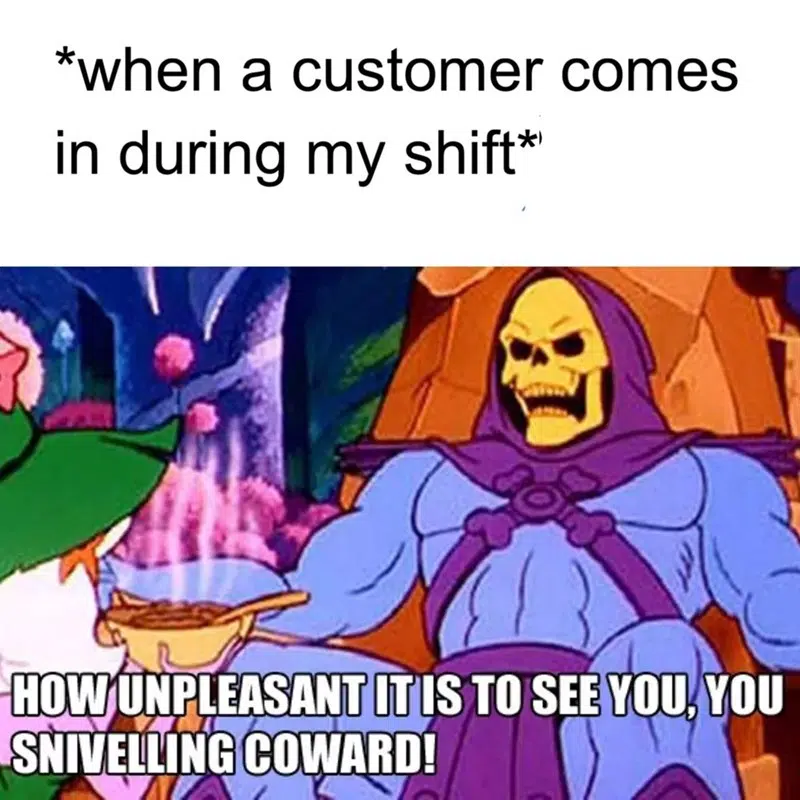 *when a customer comes
in during my shift*
HOW UNPLEASANT IT IS TO SEE YOU, YOU
SNIVELLING COWARD!